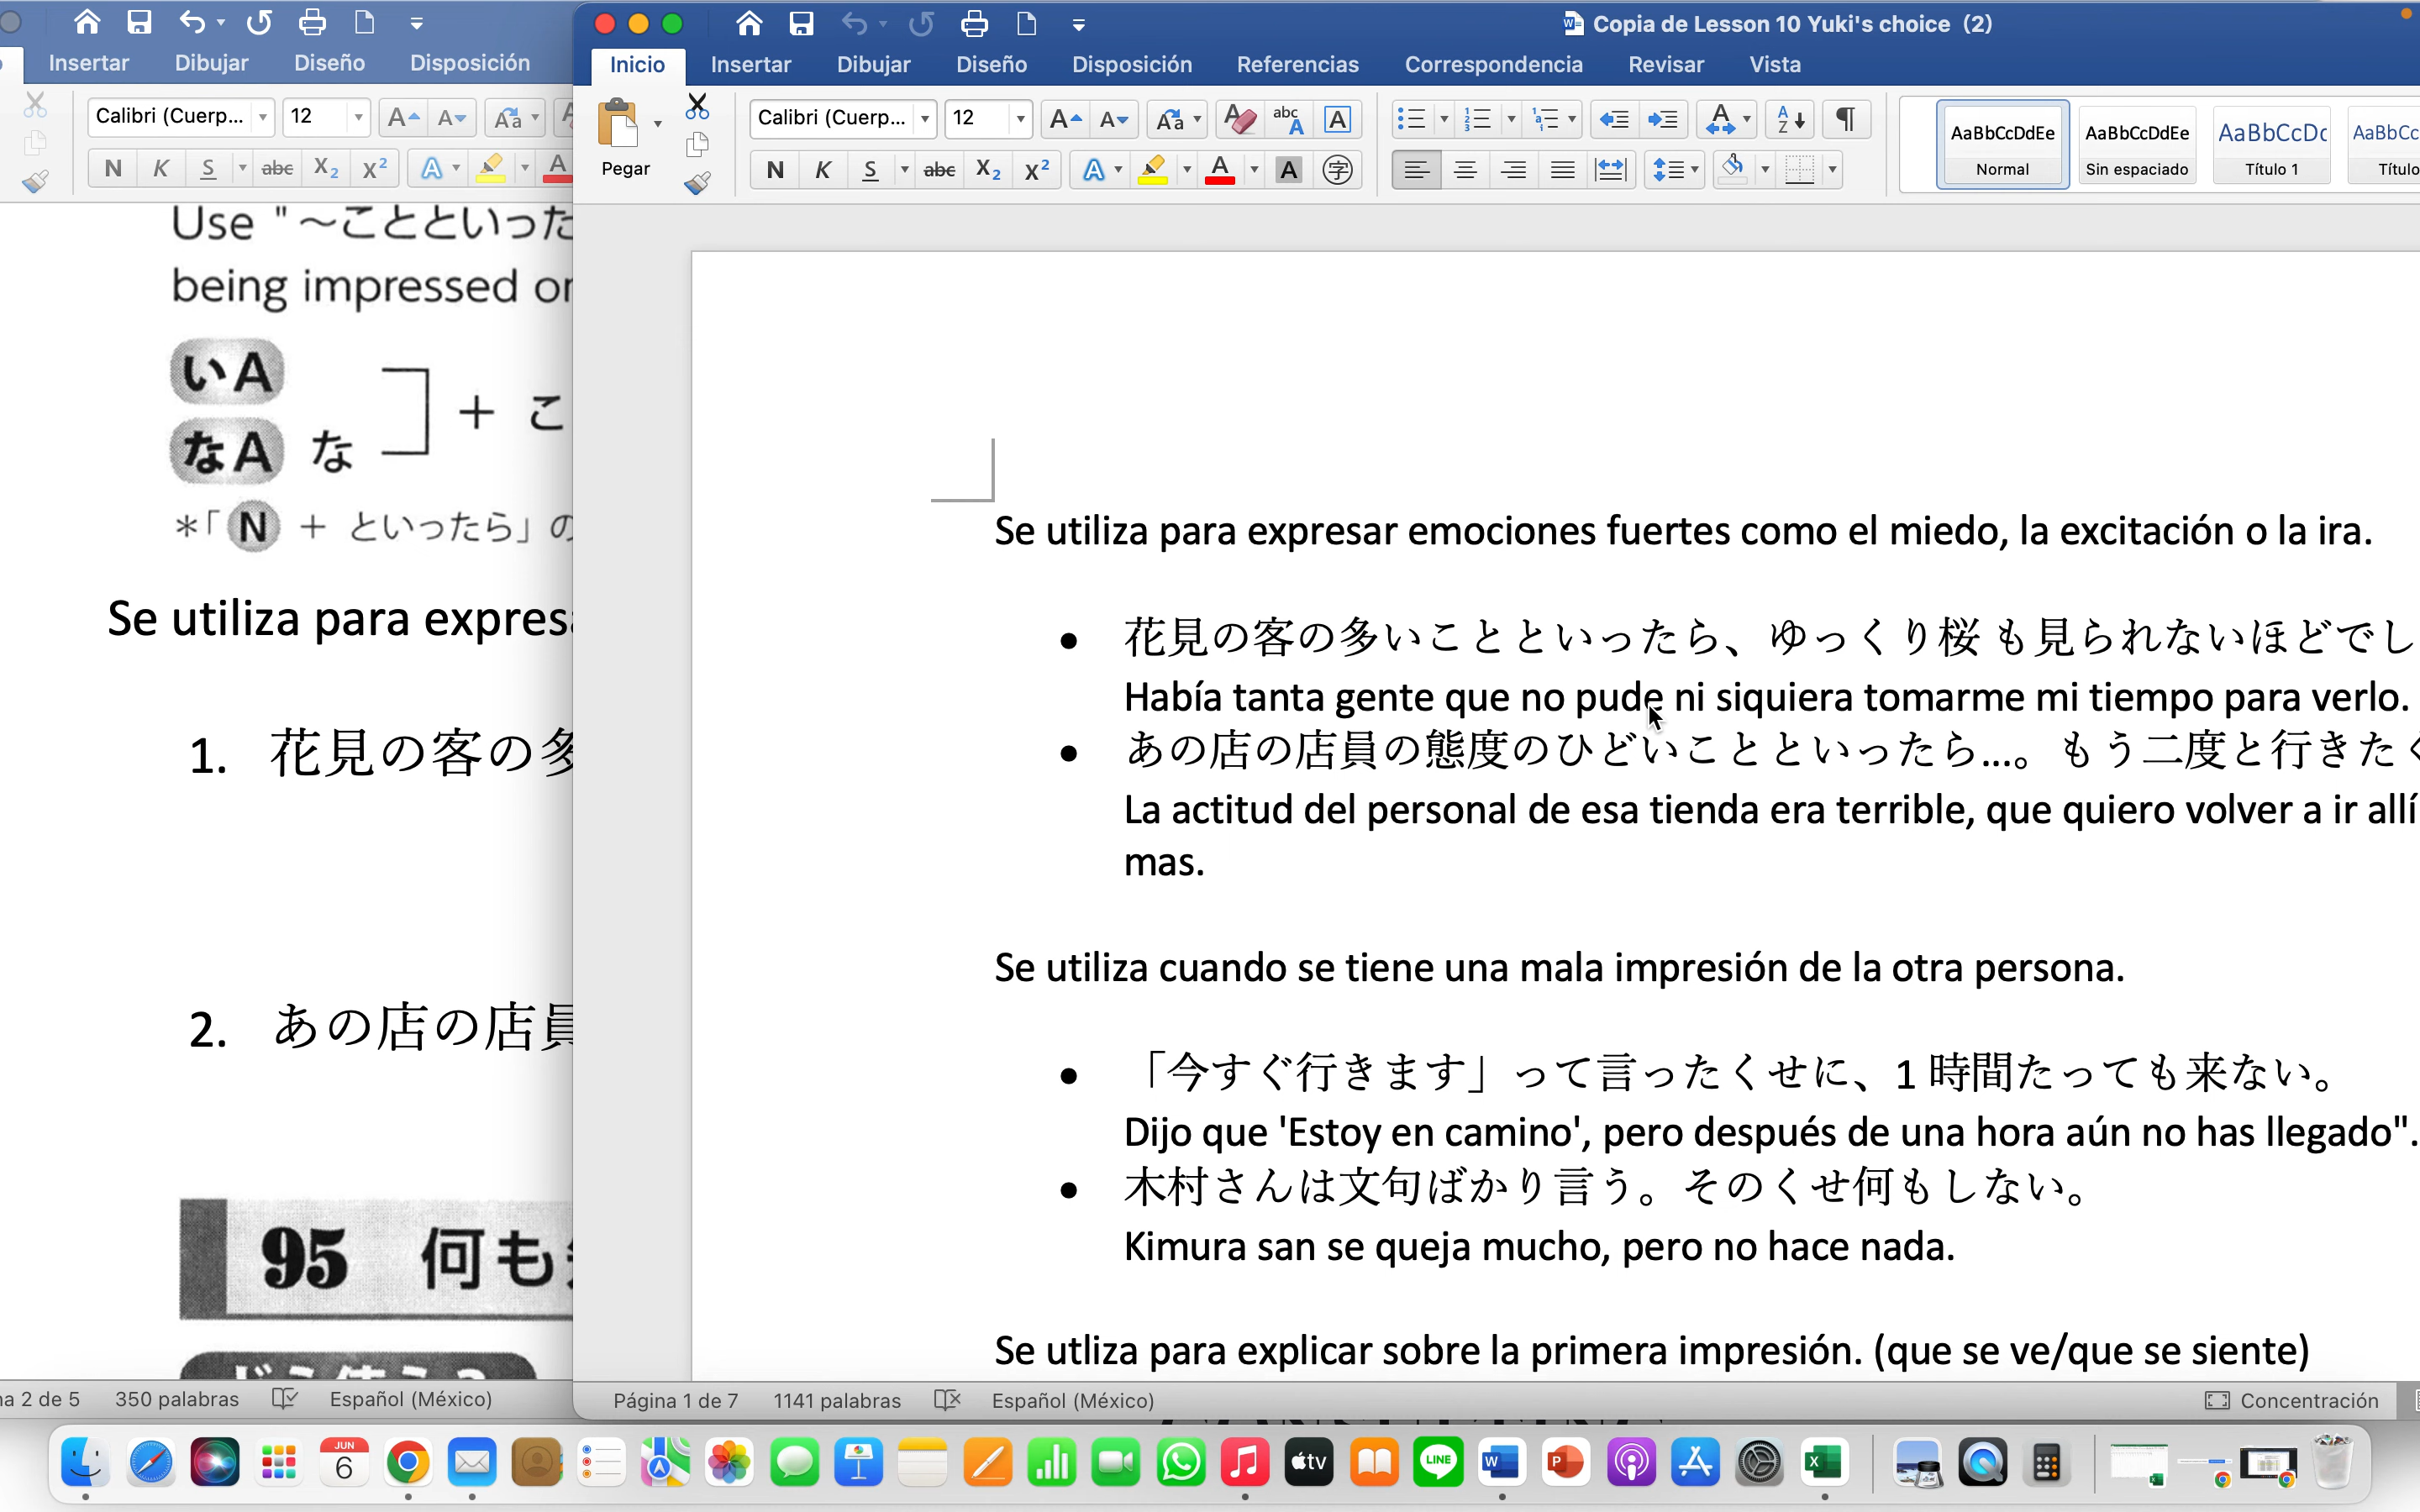 Copia de Lesson 10 Yuki's choice (2)
Insertar Dibujar Diseño Disposición
Inicio Insertar Dibujar Diseño Disposición Referencias Correspondencia Revisar Vista
Calibri (Cuerp... 12
Calibri (Cuerp... 12
Pegar
N K S abc X₂ X²
N K S abc X₂ X²
AaBbCcDdEe AaBbCcDdEe AaBbCcDc AaBbCc
Normal Sin espaciado Título 1 Título
Use "～ことといった
being impressed or
いA
なA な
+ こ
＊「N + といったら」の
Se utiliza para expres
1. 花見の客の多
2. あの店の店員
95 何も
どう使う?
Se utiliza para expresar emociones fuertes como el miedo, la excitación o la ira.
• 花見の客の多いことといったら、ゆっくり桜 も見られないほどでし
Había tanta gente que no pude ni siquiera tomarme mi tiempo para verlo.
• あの店の店員の態度のひどいことといったら...。もう二度と行きたく
La actitud del personal de esa tienda era terrible, que quiero volver a ir allí
mas.
Se utiliza cuando se tiene una mala impresión de la otra persona.
• 「今すぐ行きます」って言ったくせに、1 時間たっても来ない。
Dijo que 'Estoy en camino', pero después de una hora aún no has llegado".
• 木村さんは文句ばかり言う。そのくせ何もしない。
Kimura san se queja mucho, pero no hace nada.
Se utliza para explicar sobre la primera impresión. (que se ve/que se siente)
na 2 de 5 350 palabras Español (México)
Página 1 de 7 1141 palabras Español (México) Concentración
JUN
6
tv
LINE
W
P
X